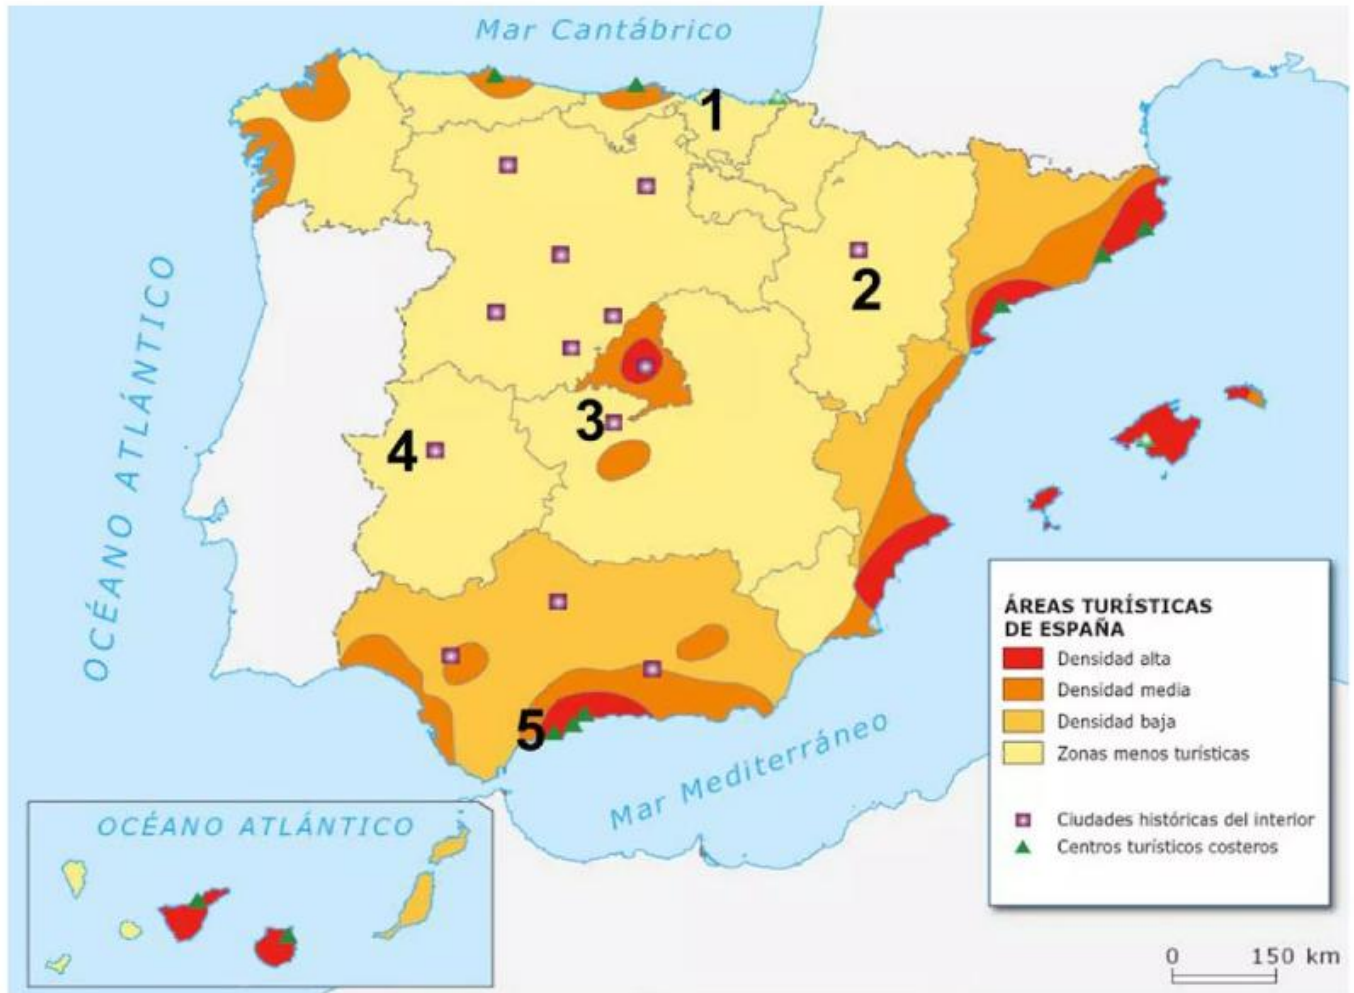 Mar Cantábrico
1
2
3
4
5
OCÉANO ATLÁNTICO
Mar Mediterráneo
OCÉANO ATLÁNTICO
ÁREAS TURÍSTICAS
DE ESPAÑA
Densidad alta
Densidad media
Densidad baja
Zonas menos turísticas
Ciudades históricas del interior
Centros turísticos costeros
0 150 km